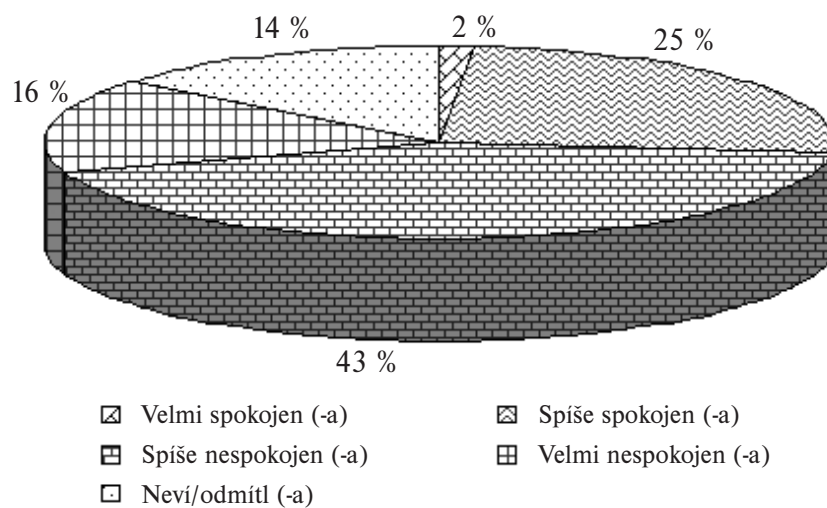 14 % 2 % 25 %
16 %
43 %
Velmi spokojen (-a) Spíše spokojen (-a)
Spíše nespokojen (-a) Velmi nespokojen (-a)
Neví/odmítl (-a)